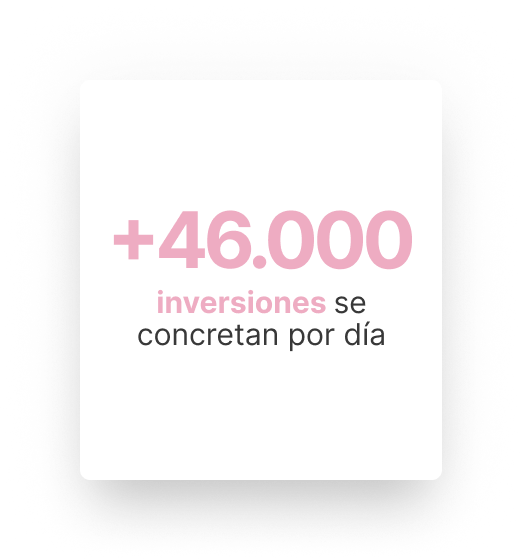 +46.000
inversiones se
concretan por día